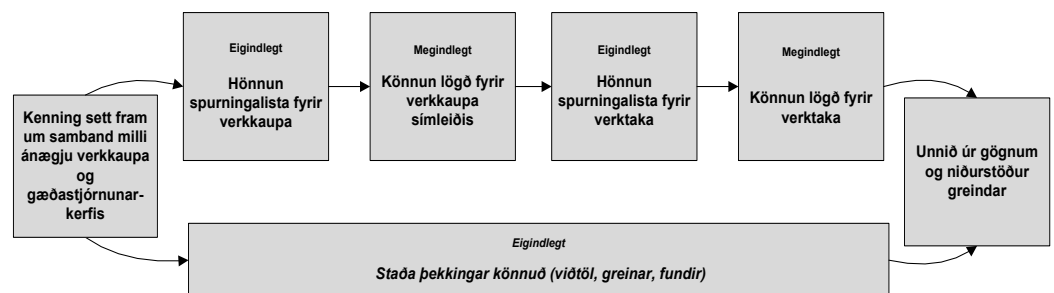 Kenning sett fram
um samband milli
ánægju verkkaupa
og
gæðastjórnunar-
kerfis
Eigindlegt
Hönnun
spurningalista fyrir
verkkaupa
Megindlegt
Könnun lögð fyrir
verkkaupa
símleiðis
Eigindlegt
Hönnun
spurningalista fyrir
verktaka
Megindlegt
Könnun lögð fyrir
verktaka
Eigindlegt
Staða þekkingar könnuð (viðtöl, greinar, fundir)
Unnið úr gögnum
og niðurstöður
greindar